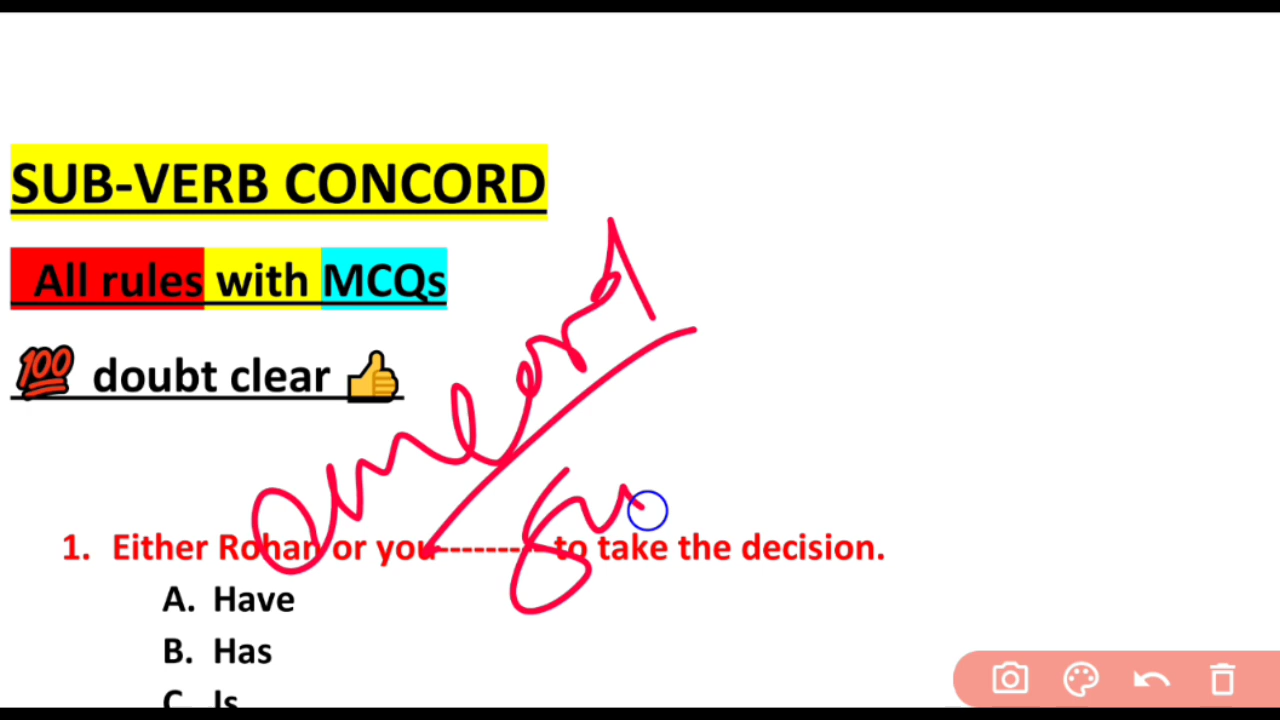 SUB-VERB CONCORD
All rules with MCQs
💯 doubt clear 👍
1. Either Rohan or you-------- to take the decision.
A. Have
B. Has
C. Is